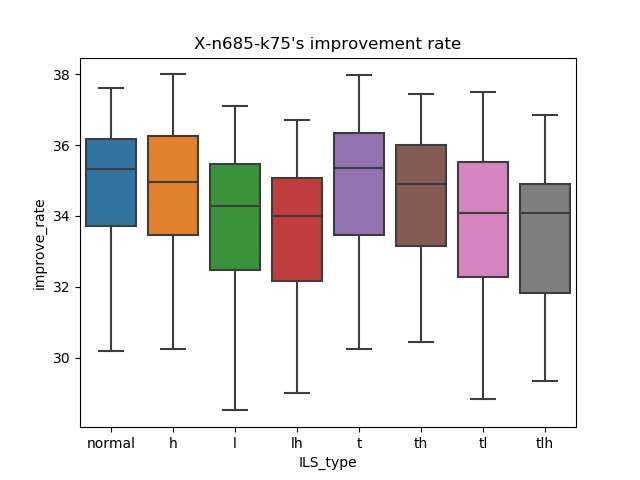 X-n685-k75's improvement rate
improve_rate
38
36
34
32
30
normal h l lh t th tl tlh
ILS_type